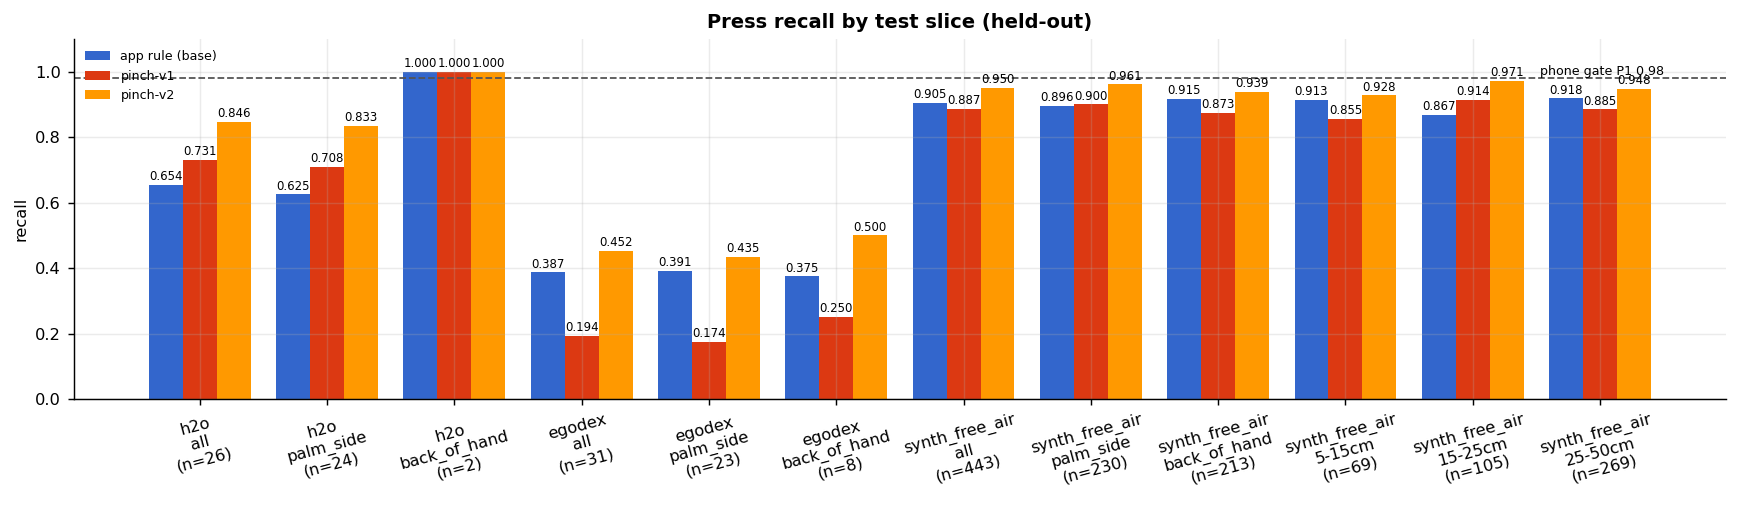 Press recall by test slice (held-out)
app rule (base)
pinch-v1
pinch-v2
phone gate P1 0.98
recall
1.0
0.8
0.6
0.4
0.2
0.0
0.654
0.731
0.846
0.625
0.708
0.833
1.000
1.000
1.000
0.387
0.194
0.452
0.391
0.174
0.435
0.375
0.250
0.500
0.905
0.887
0.950
0.896
0.900
0.961
0.915
0.873
0.939
0.913
0.855
0.928
0.867
0.914
0.971
0.918
0.885
0.948
h2o
all
(n=26)
h2o
palm_side
(n=24)
h2o
back_of_hand
(n=2)
egodex
all
(n=31)
egodex
palm_side
(n=23)
egodex
back_of_hand
(n=8)
synth_free_air
all
(n=443)
synth_free_air
palm_side
(n=230)
synth_free_air
back_of_hand
(n=213)
synth_free_air
5-15cm
(n=69)
synth_free_air
15-25cm
(n=105)
synth_free_air
25-50cm
(n=269)